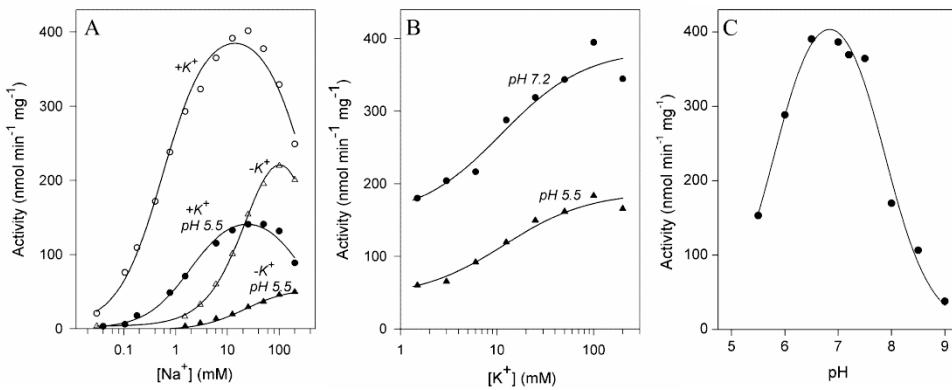 A
B
C
400
300
200
100
0
Activity (nmol min⁻¹ mg⁻¹)
+K⁺
-K⁺
+K⁺
pH 5.5
-K⁺
pH 5.5
0.1
1
10
100
[Na⁺] (mM)
400
300
200
100
0
Activity (nmol min⁻¹ mg⁻¹)
pH 7.2
pH 5.5
1
10
100
[K⁺] (mM)
400
300
200
100
0
Activity (nmol min⁻¹ mg⁻¹)
5
6
7
8
9
pH